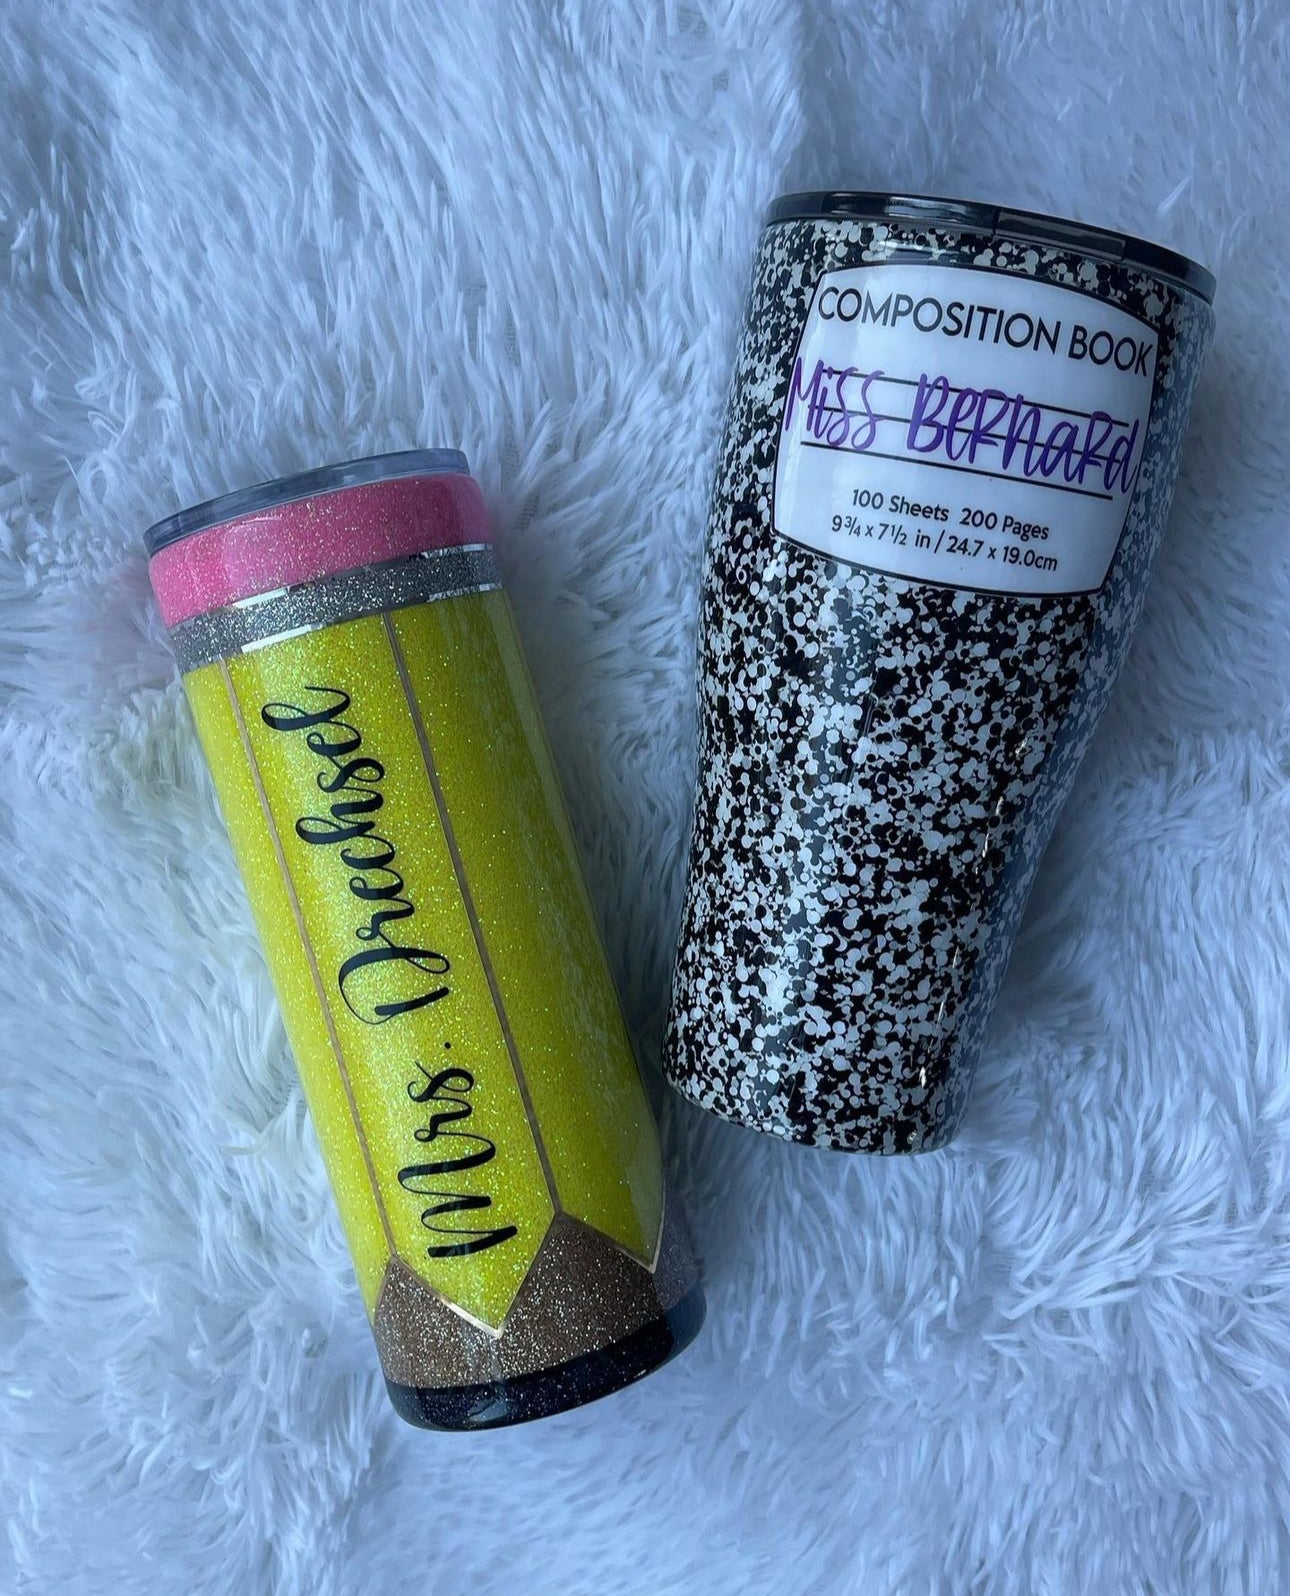 COMPOSITION BOOK
Miss Bernard
100 Sheets 200 Pages
9¾ x 7½ in / 24.7 x 19.0cm
Mrs. Drechsel